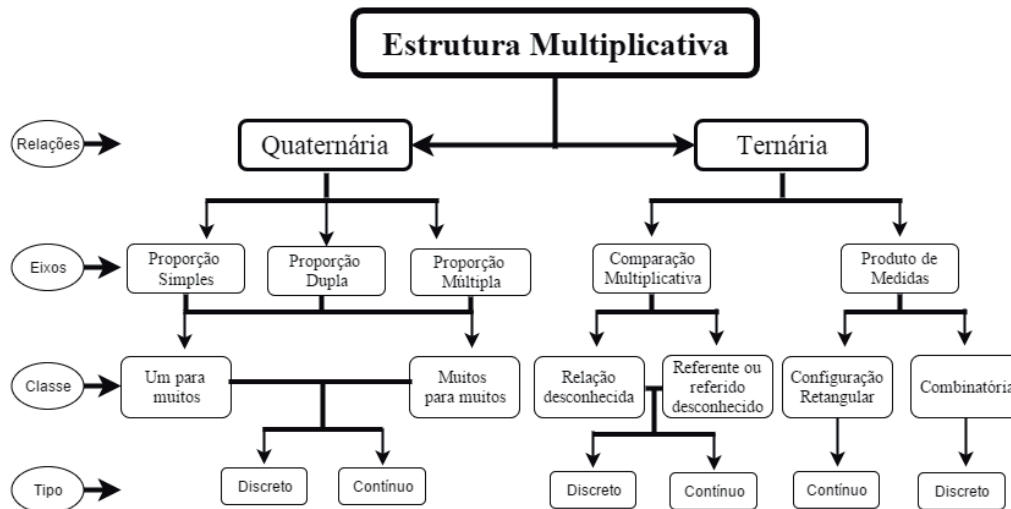 Estrutura Multiplicativa
Relações
Quaternária
Ternária
Eixos
Proporção
Simples
Proporção
Dupla
Proporção
Múltipla
Comparação
Multiplicativa
Produto de
Medidas
Classe
Um para
muitos
Muitos
para muitos
Relação
desconhecida
Referente ou
referido
desconhecido
Configuração
Retangular
Combinatória
Tipo
Discreto
Contínuo
Discreto
Contínuo
Contínuo
Discreto